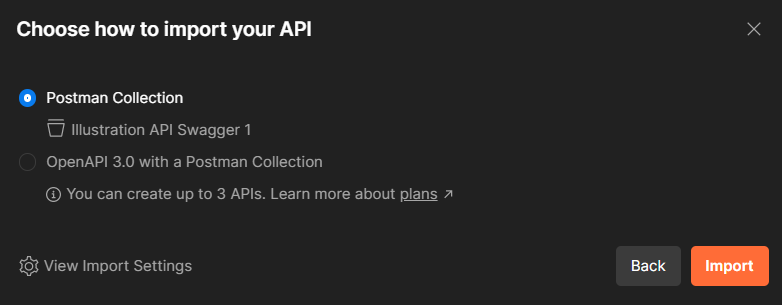 Choose how to import your API
Postman Collection
Illustration API Swagger 1
OpenAPI 3.0 with a Postman Collection
You can create up to 3 APIs. Learn more about plans ↗
View Import Settings
Back
Import